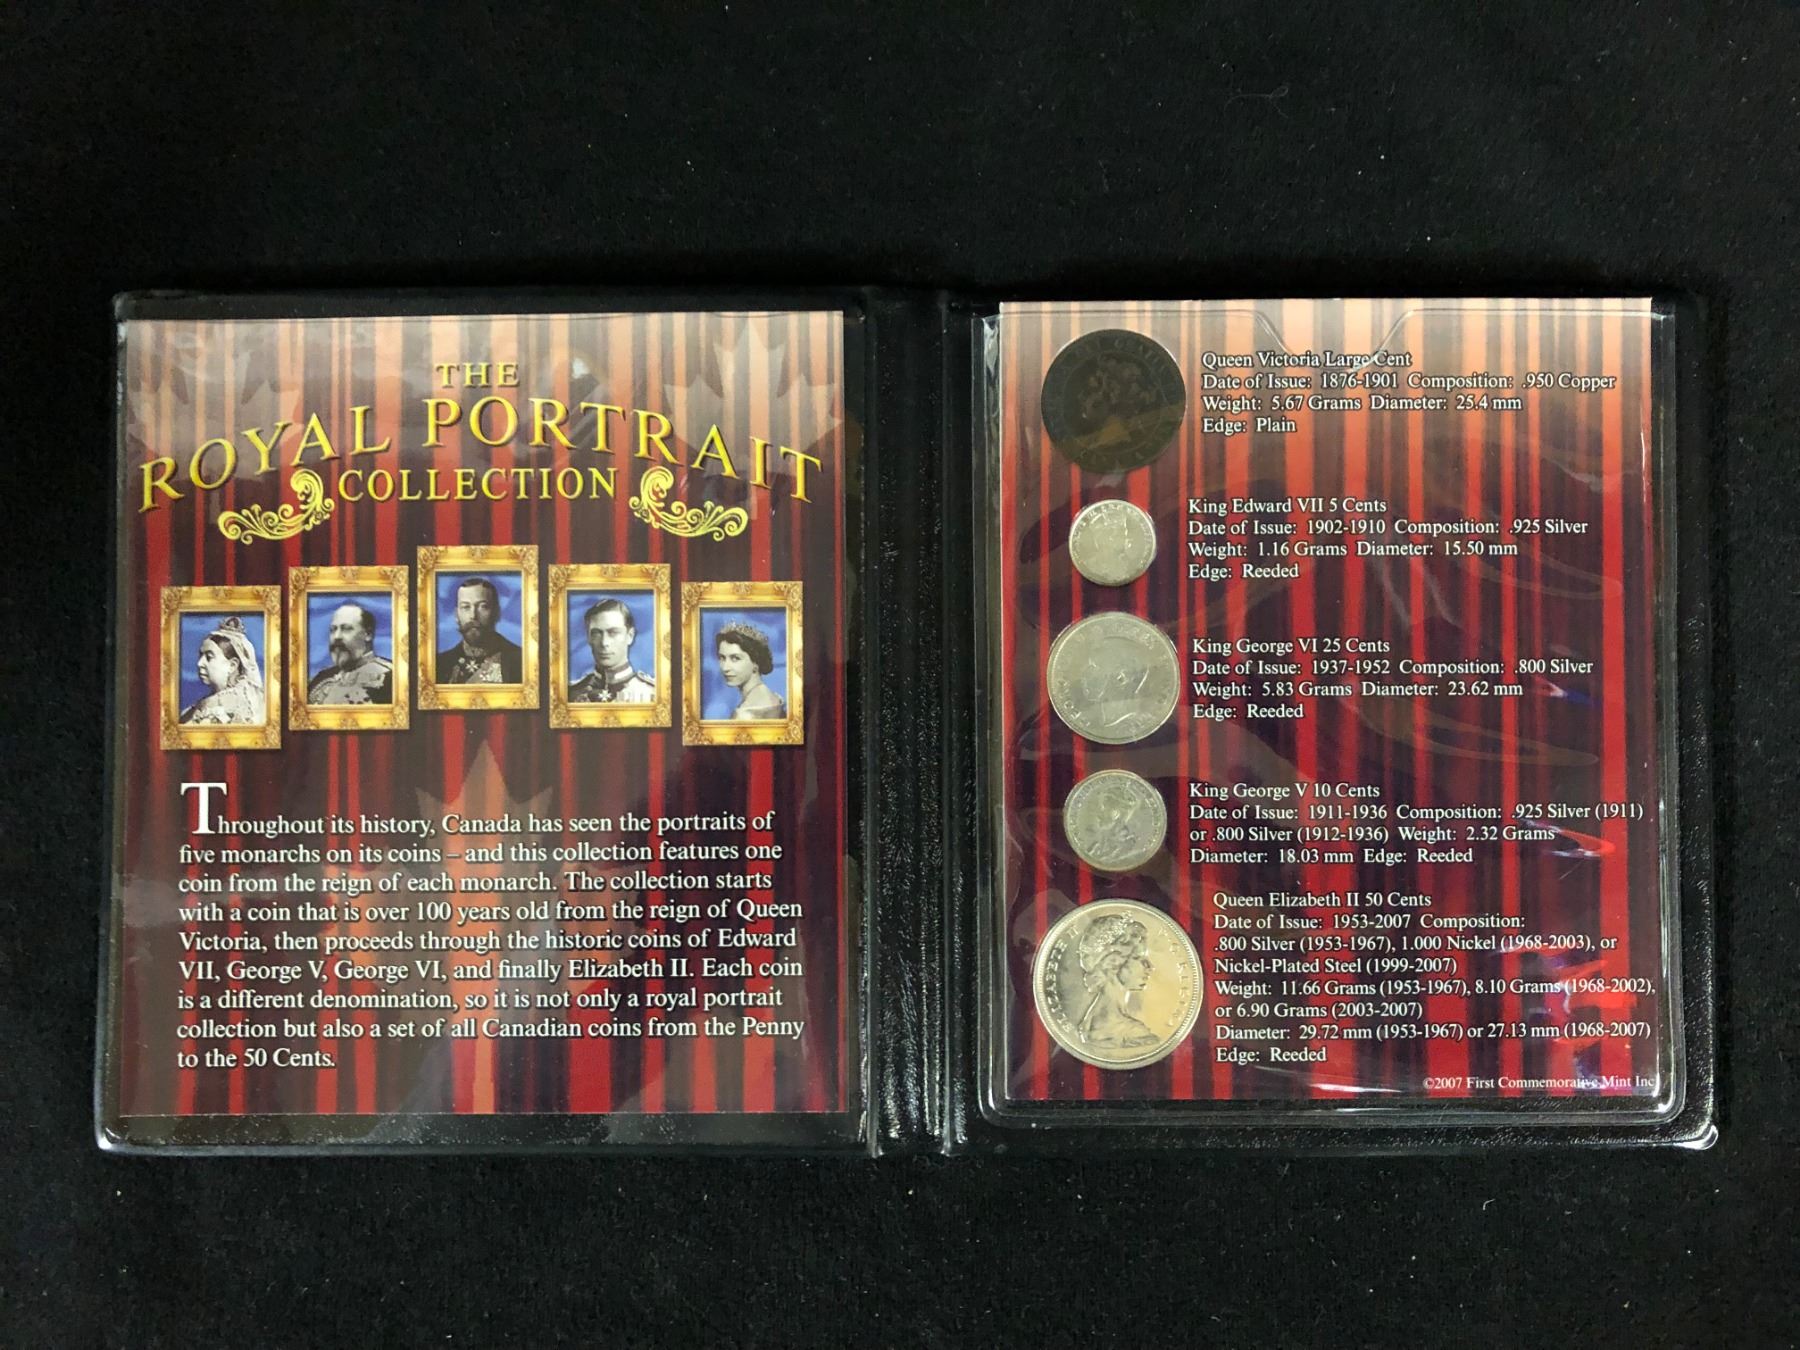 THE
ROYAL PORTRAIT
COLLECTION
Throughout its history, Canada has seen the portraits of
five monarchs on its coins – and this collection features one
coin from the reign of each monarch. The collection starts
with a coin that is over 100 years old from the reign of Queen
Victoria, then proceeds through the historic coins of Edward
VII, George V, George VI, and finally Elizabeth II. Each coin
is a different denomination, so it is not only a royal portrait
collection but also a set of all Canadian coins from the Penny
to the 50 Cents.
Queen Victoria Large Cent
Date of Issue: 1876-1901 Composition: .950 Copper
Weight: 5.67 Grams Diameter: 25.4 mm
Edge: Plain
King Edward VII 5 Cents
Date of Issue: 1902-1910 Composition: .925 Silver
Weight: 1.16 Grams Diameter: 15.50 mm
Edge: Reeded
King George VI 25 Cents
Date of Issue: 1937-1952 Composition: .800 Silver
Weight: 5.83 Grams Diameter: 23.62 mm
Edge: Reeded
King George V 10 Cents
Date of Issue: 1911-1936 Composition: .925 Silver (1911)
or .800 Silver (1912-1936) Weight: 2.32 Grams
Diameter: 18.03 mm Edge: Reeded
Queen Elizabeth II 50 Cents
Date of Issue: 1953-2007 Composition:
.800 Silver (1953-1967), 1.000 Nickel (1968-2003), or
Nickel-Plated Steel (1999-2007)
Weight: 11.66 Grams (1953-1967), 8.10 Grams (1968-2002),
or 6.90 Grams (2003-2007)
Diameter: 29.72 mm (1953-1967) or 27.13 mm (1968-2007)
Edge: Reeded
©2007 First Commemorative Mint Inc
ELIZABETH II